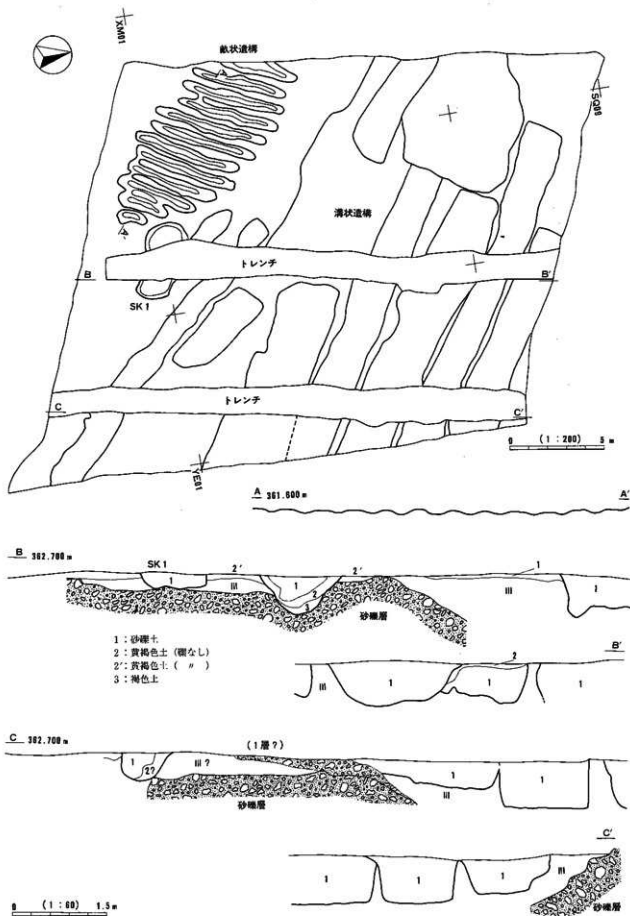 XM01
畝状遺構
SQ06
A
A'
溝状遺構
トレンチ
B
B'
SK1
トレンチ
C
C'
YE01
0 (1:200) 5m
A 361.600m A'
B 362.700m
SK1
2'
2'
1
1
III
1
2
3
III
1
砂礫層
1：砂礫土
2：黄褐色土（礫なし）
2'：黄褐色土（ 〃 ）
3：褐色土
B'
2
III
1
1
1
C 362.700m
(1層?)
1
2?
III?
1
III
1
砂礫層
C'
1
1
1
III
砂礫層
0 (1:60) 1.5m